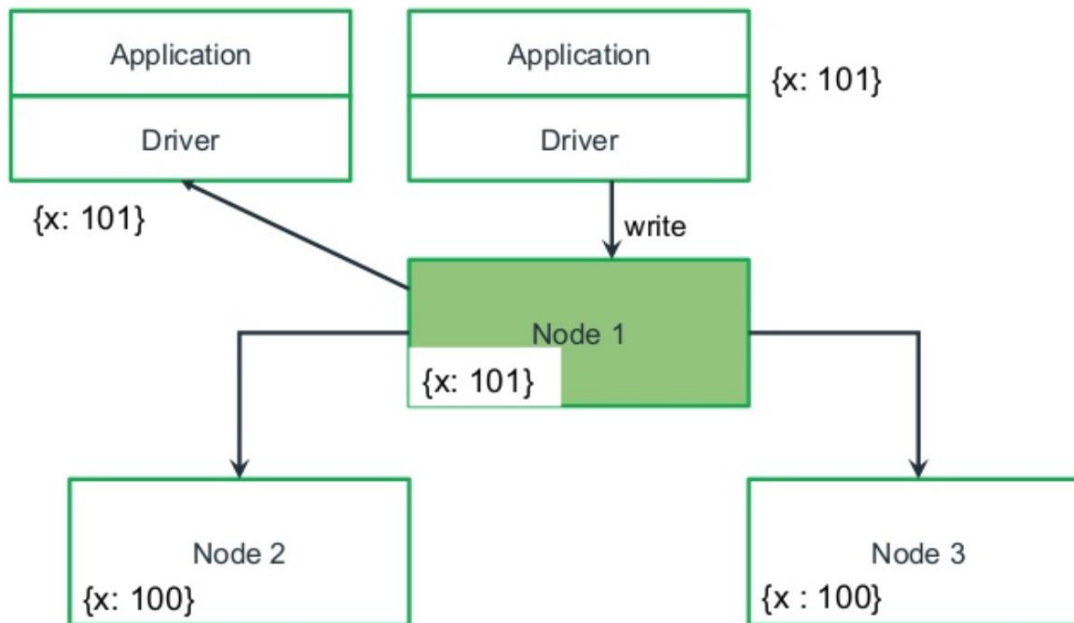 Application
Application
{x: 101}
Driver
Driver
{x: 101}
write
Node 1
{x: 101}
Node 2
Node 3
{x: 100}
{x : 100}